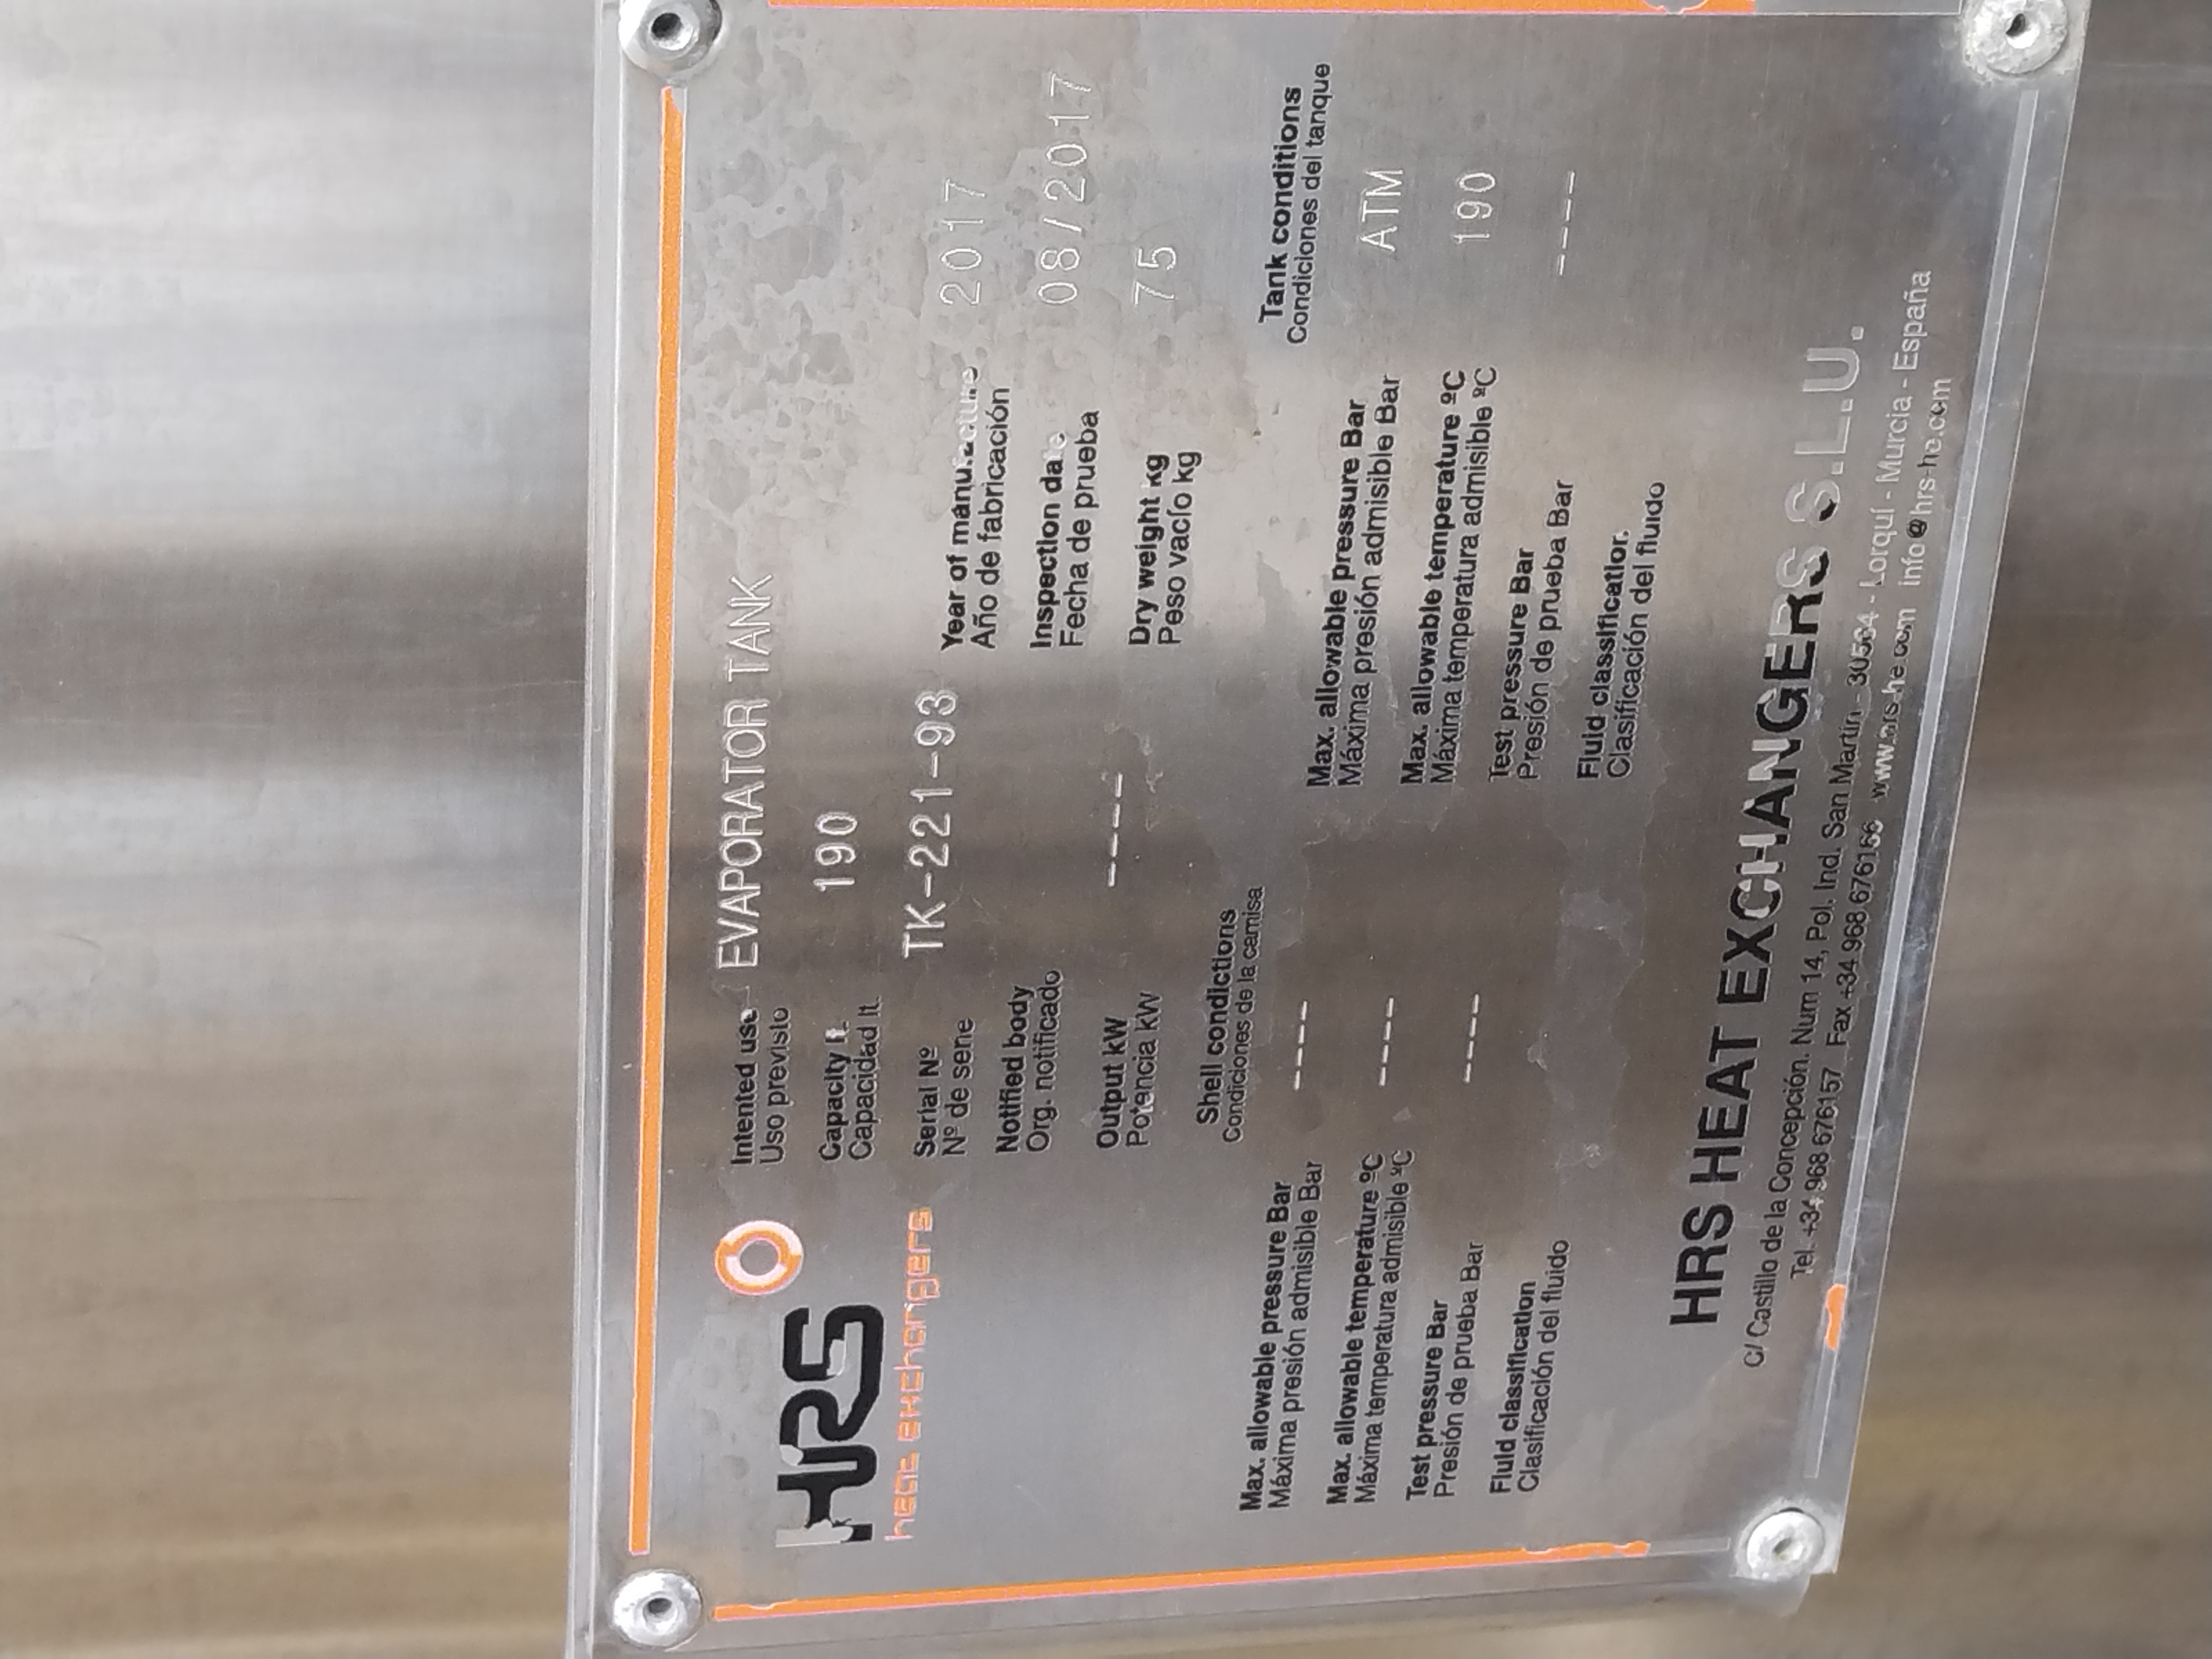 HRS
heat exchangers
Intented use EVAPORATOR TANK
Uso previsto
Capacity lt. 190
Capacidad lt.
Serial Nº TK-221-93
Nº de serie
Notified body
Org. notificado
Output kW ----
Potencia kW
Year of manufacture 2017
Año de fabricación
Inspection date 08/2017
Fecha de prueba
Dry weight kg 75
Peso vacío kg
Shell condictions
Condiciones de la camisa
Max. allowable pressure Bar ----
Máxima presión admisible Bar
Max. allowable temperature ºC ----
Máxima temperatura admisible ºC
Test pressure Bar ----
Presión de prueba Bar
Fluid classification
Clasificación del fluido
Tank conditions
Condiciones del tanque
Max. allowable pressure Bar ATM
Máxima presión admisible Bar
Max. allowable temperature ºC 190
Máxima temperatura admisible ºC
Test pressure Bar ----
Presión de prueba Bar
Fluid classification.
Clasificación del fluido
HRS HEAT EXCHANGERS S.L.U.
C/ Castillo de la Concepción. Num 14, Pol. Ind. San Martín - 30564 - Lorquí - Murcia - España
Tel. +34 968 676157 Fax +34 968 676166 www.hrs-he.com info@hrs-he.com